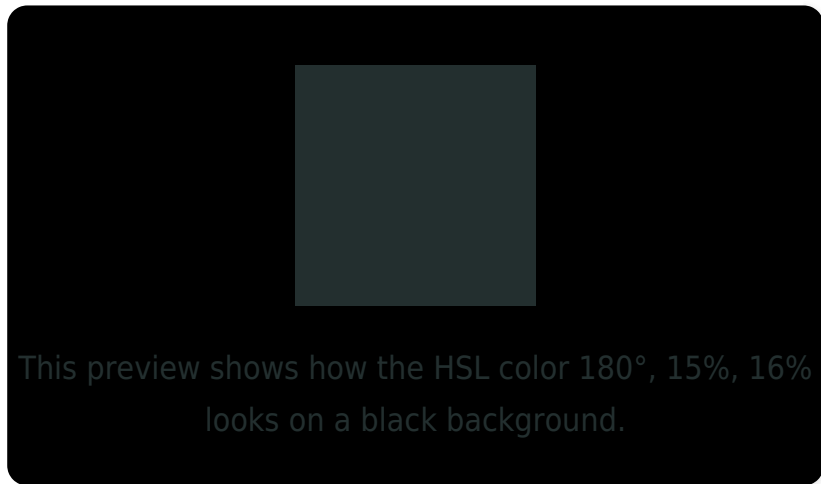 This preview shows how the HSL color 180°, 15%, 16%
looks on a black background.